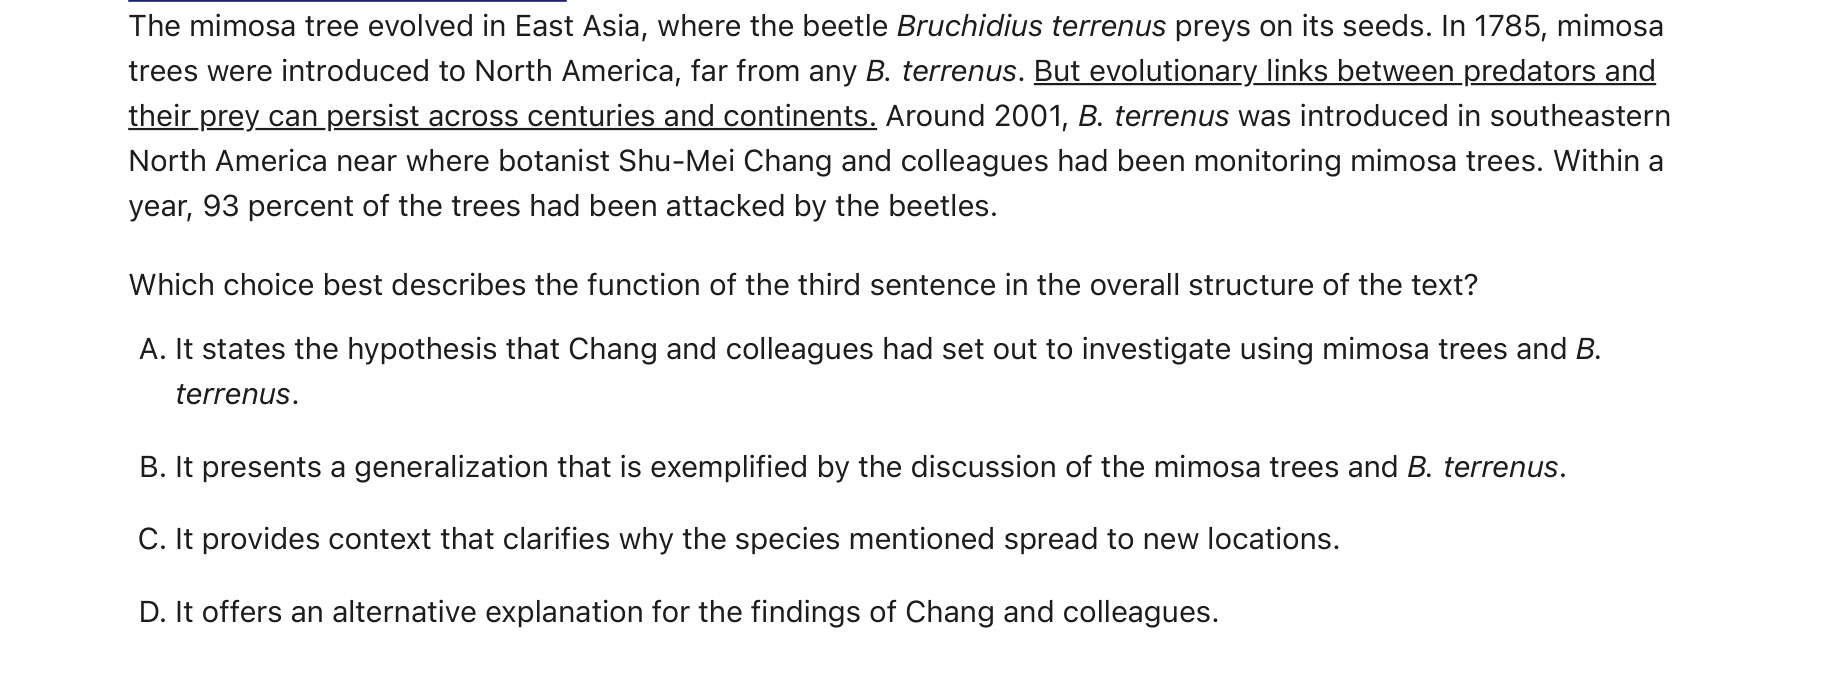 The mimosa tree evolved in East Asia, where the beetle Bruchidius terrenus preys on its seeds. In 1785, mimosa
trees were introduced to North America, far from any B. terrenus. But evolutionary links between predators and
their prey can persist across centuries and continents. Around 2001, B. terrenus was introduced in southeastern
North America near where botanist Shu-Mei Chang and colleagues had been monitoring mimosa trees. Within a
year, 93 percent of the trees had been attacked by the beetles.
Which choice best describes the function of the third sentence in the overall structure of the text?
A. It states the hypothesis that Chang and colleagues had set out to investigate using mimosa trees and B.
terrenus.
B. It presents a generalization that is exemplified by the discussion of the mimosa trees and B. terrenus.
C. It provides context that clarifies why the species mentioned spread to new locations.
D. It offers an alternative explanation for the findings of Chang and colleagues.